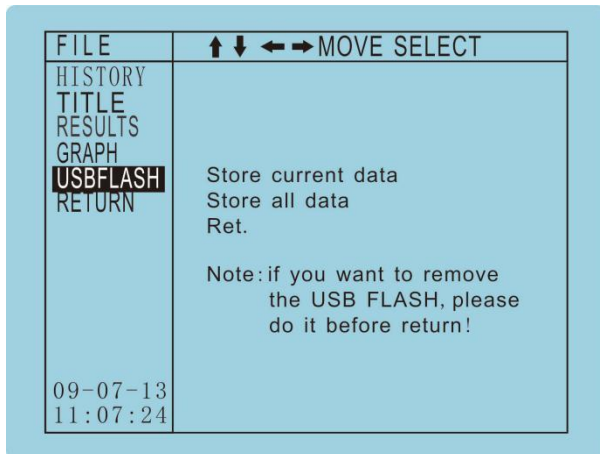 FILE
↑ ↓ ← → MOVE SELECT
HISTORY
TITLE
RESULTS
GRAPH
USBFLASH
RETURN
Store current data
Store all data
Ret.
Note: if you want to remove
the USB FLASH, please
do it before return!
09-07-13
11:07:24